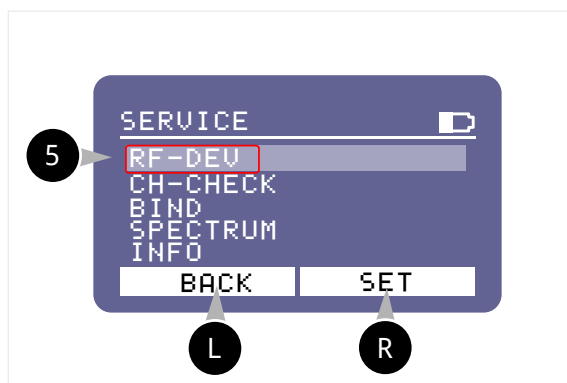 SERVICE
5
RF-DEV
CH-CHECK
BIND
SPECTRUM
INFO
BACK SET
L R